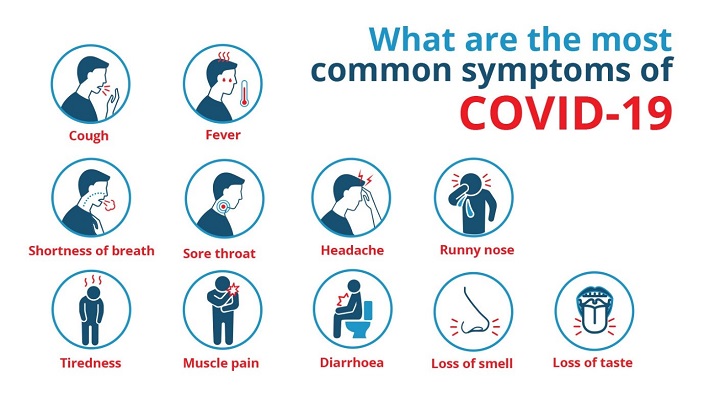 What are the most
common symptoms of
COVID-19
Cough
Fever
Shortness of breath
Sore throat
Headache
Runny nose
Tiredness
Muscle pain
Diarrhoea
Loss of smell
Loss of taste